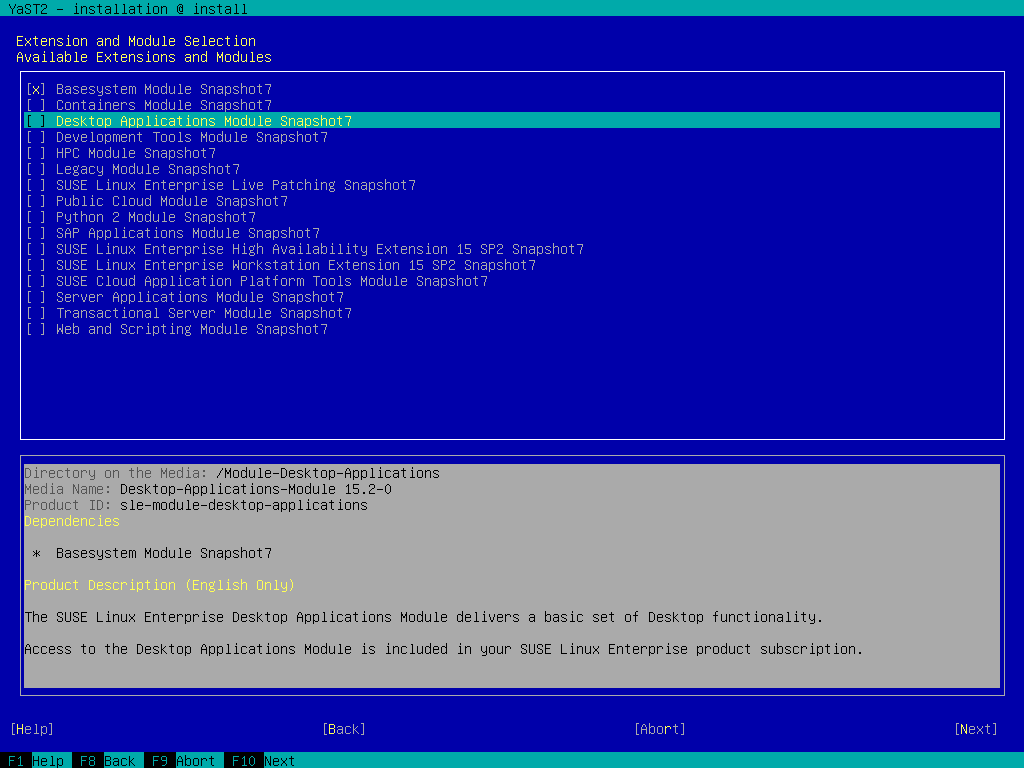 YaST2 - installation @ install
Extension and Module Selection
Available Extensions and Modules
[x] Basesystem Module Snapshot7
[ ] Containers Module Snapshot7
[ ] Desktop Applications Module Snapshot7
[ ] Development Tools Module Snapshot7
[ ] HPC Module Snapshot7
[ ] Legacy Module Snapshot7
[ ] SUSE Linux Enterprise Live Patching Snapshot7
[ ] Public Cloud Module Snapshot7
[ ] Python 2 Module Snapshot7
[ ] SAP Applications Module Snapshot7
[ ] SUSE Linux Enterprise High Availability Extension 15 SP2 Snapshot7
[ ] SUSE Linux Enterprise Workstation Extension 15 SP2 Snapshot7
[ ] SUSE Cloud Application Platform Tools Module Snapshot7
[ ] Server Applications Module Snapshot7
[ ] Transactional Server Module Snapshot7
[ ] Web and Scripting Module Snapshot7
Directory on the Media: /Module-Desktop-Applications
Media Name: Desktop-Applications-Module 15.2-0
Product ID: sle-module-desktop-applications
Dependencies
* Basesystem Module Snapshot7
Product Description (English Only)
The SUSE Linux Enterprise Desktop Applications Module delivers a basic set of Desktop functionality.
Access to the Desktop Applications Module is included in your SUSE Linux Enterprise product subscription.
[Help] [Back] [Abort] [Next]
F1 Help F8 Back F9 Abort F10 Next